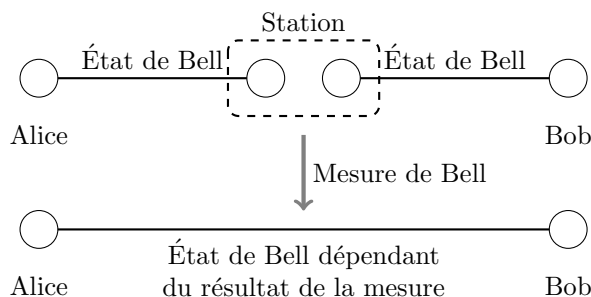 Station
État de Bell
État de Bell
Alice
Bob
Mesure de Bell
État de Bell dépendant
du résultat de la mesure
Alice
Bob